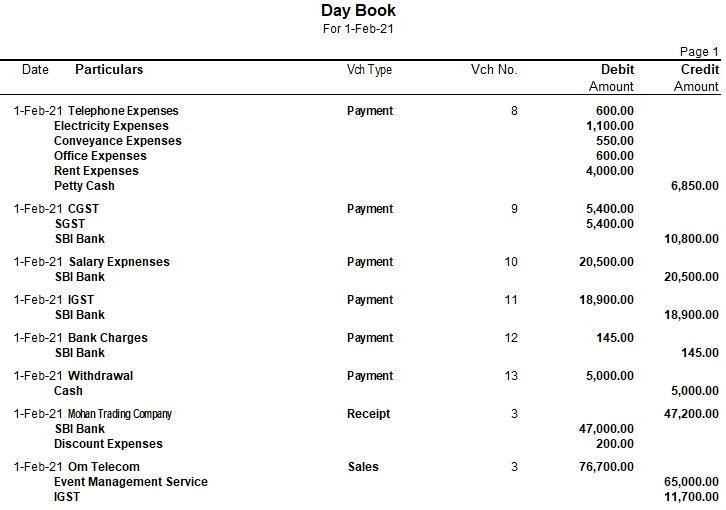 Day Book
For 1-Feb-21
Page 1
Date Particulars Vch Type Vch No. Debit Credit
Amount Amount
1-Feb-21 Telephone Expenses Payment 8 600.00
Electricity Expenses 1,100.00
Conveyance Expenses 550.00
Office Expenses 600.00
Rent Expenses 4,000.00
Petty Cash 6,850.00
1-Feb-21 CGST Payment 9 5,400.00
SGST 5,400.00
SBI Bank 10,800.00
1-Feb-21 Salary Expnenses Payment 10 20,500.00
SBI Bank 20,500.00
1-Feb-21 IGST Payment 11 18,900.00
SBI Bank 18,900.00
1-Feb-21 Bank Charges Payment 12 145.00
SBI Bank 145.00
1-Feb-21 Withdrawal Payment 13 5,000.00
Cash 5,000.00
1-Feb-21 Mohan Trading Company Receipt 3 47,200.00
SBI Bank 47,000.00
Discount Expenses 200.00
1-Feb-21 Om Telecom Sales 3 76,700.00
Event Management Service 65,000.00
IGST 11,700.00